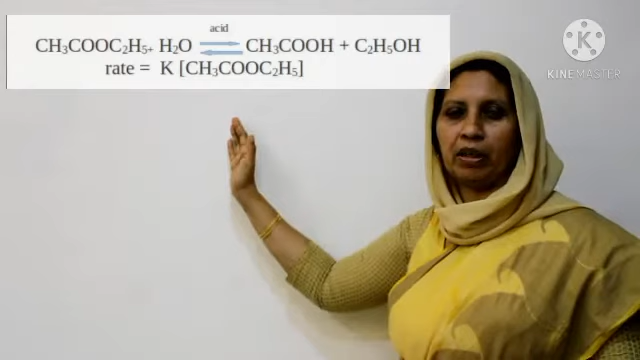 acid
CH₃COOC₂H₅+ H₂O ⇌ CH₃COOH + C₂H₅OH
rate = K [CH₃COOC₂H₅]
KINEMASTER